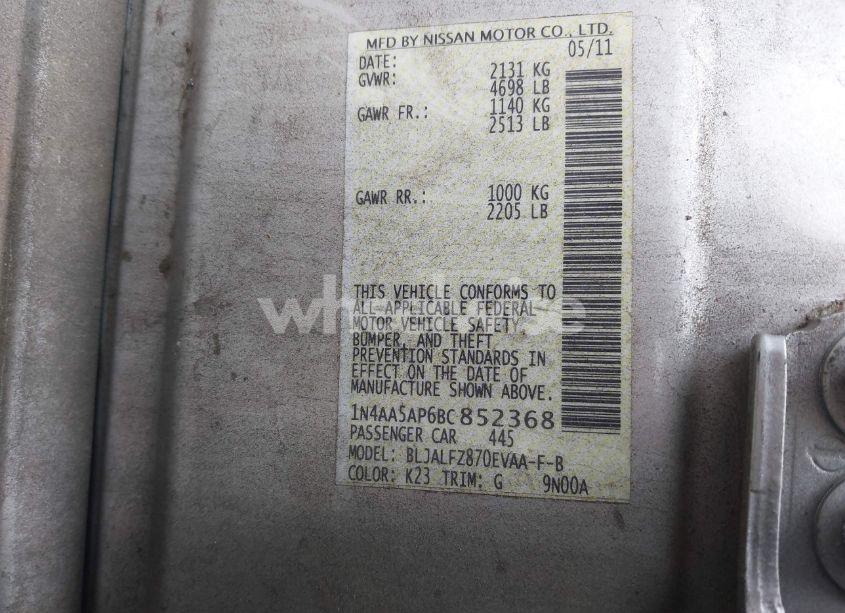 MFD BY NISSAN MOTOR CO., LTD.
DATE: 05/11
GVWR: 2131 KG
4698 LB
GAWR FR.: 1140 KG
2513 LB
GAWR RR.: 1000 KG
2205 LB
THIS VEHICLE CONFORMS TO
ALL APPLICABLE FEDERAL
MOTOR VEHICLE SAFETY,
BUMPER, AND THEFT
PREVENTION STANDARDS IN
EFFECT ON THE DATE OF
MANUFACTURE SHOWN ABOVE.
1N4AA5AP6BC852368
PASSENGER CAR 445
MODEL: BLJALFZ870EVAA-F-B
COLOR: K23 TRIM: G 9N00A